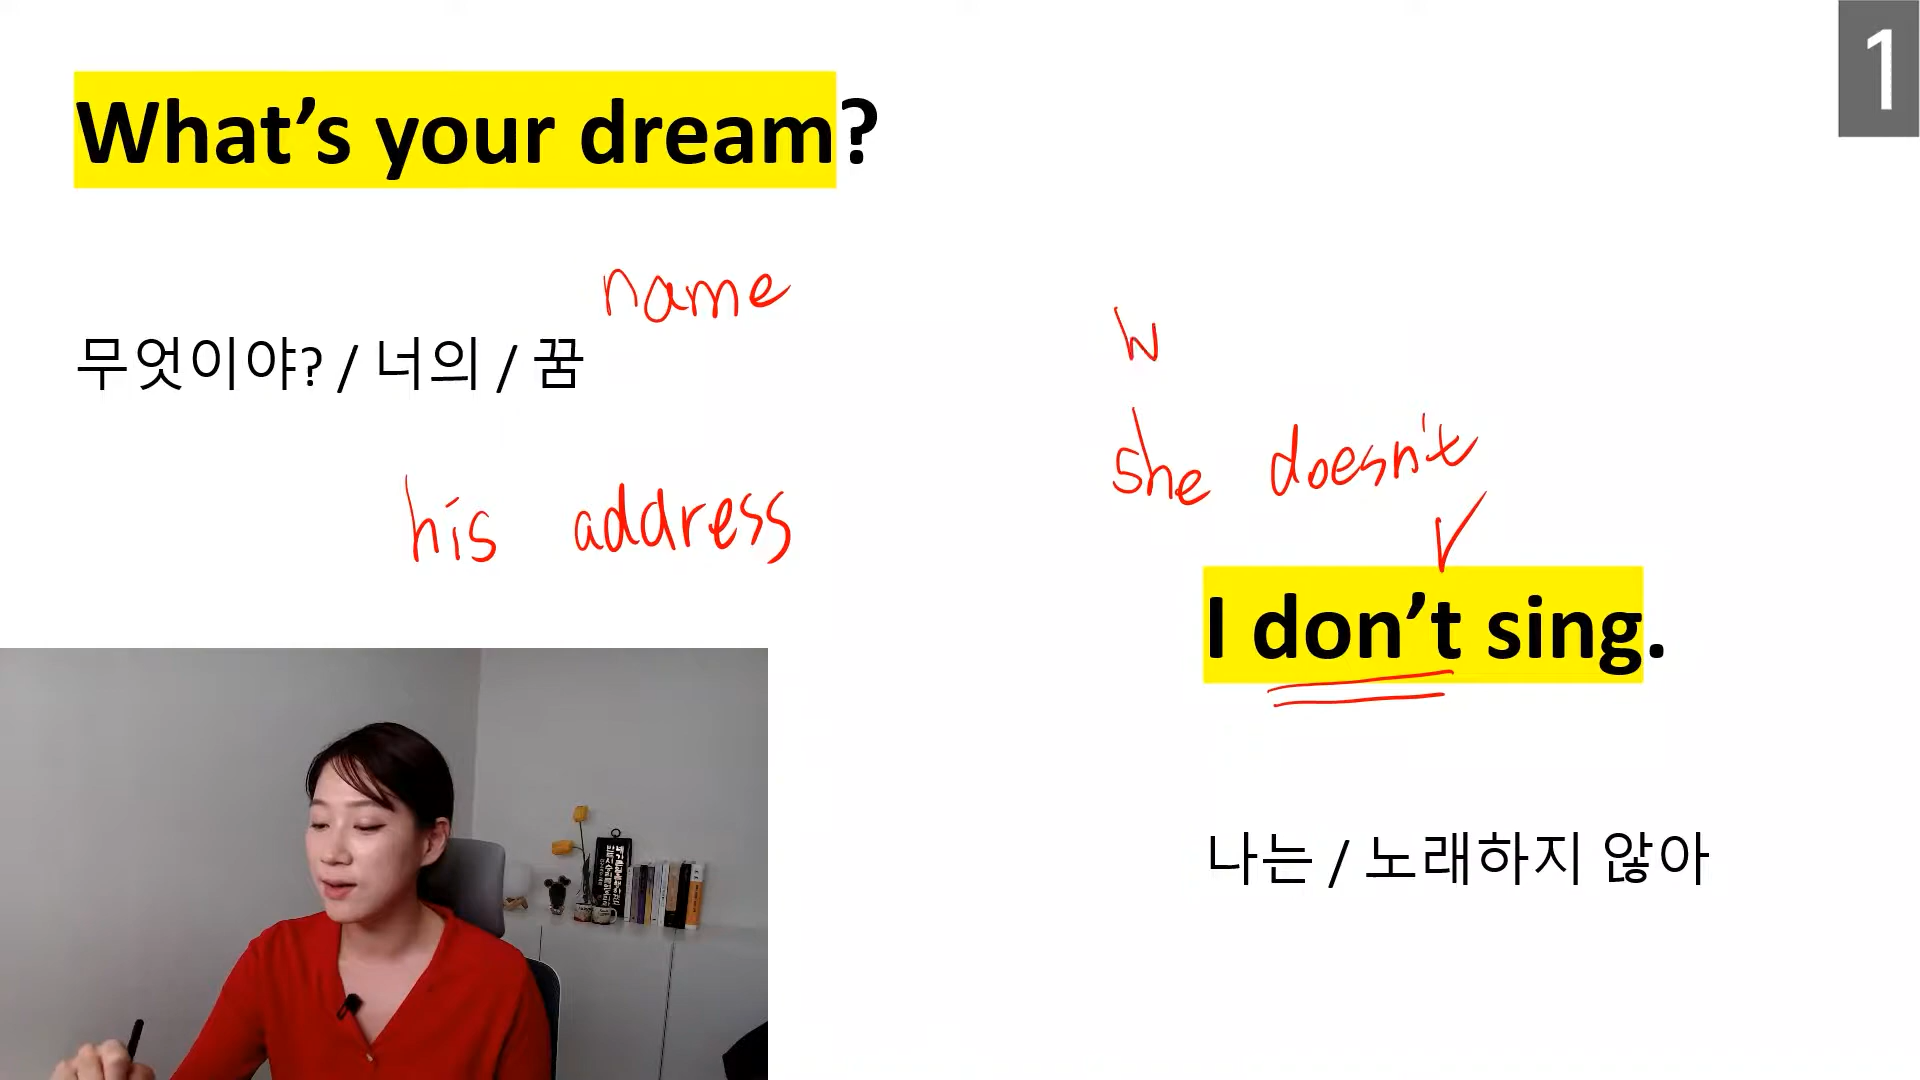 1
What's your dream?
name
무엇이야? / 너의 / 꿈
his address
w
she doesn't
I don't sing.
나는 / 노래하지 않아